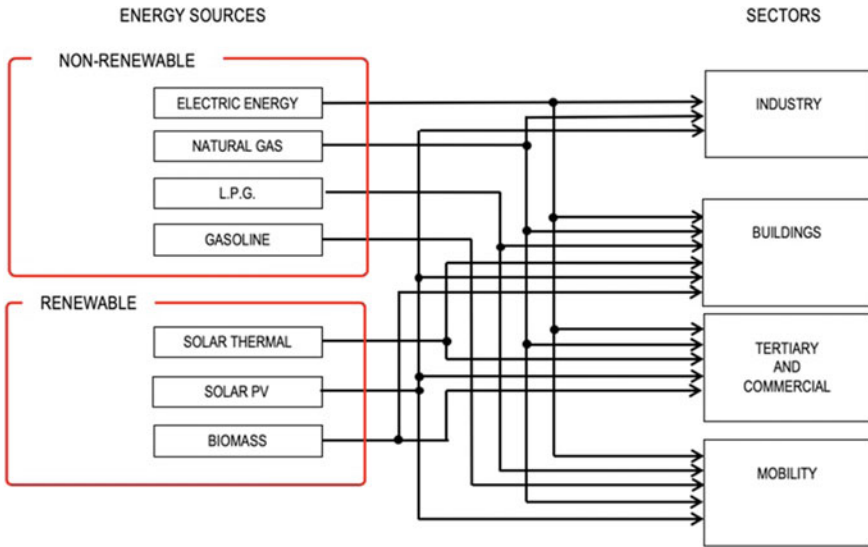 ENERGY SOURCES
SECTORS
NON-RENEWABLE
ELECTRIC ENERGY
NATURAL GAS
L.P.G.
GASOLINE
RENEWABLE
SOLAR THERMAL
SOLAR PV
BIOMASS
INDUSTRY
BUILDINGS
TERTIARY
AND
COMMERCIAL
MOBILITY